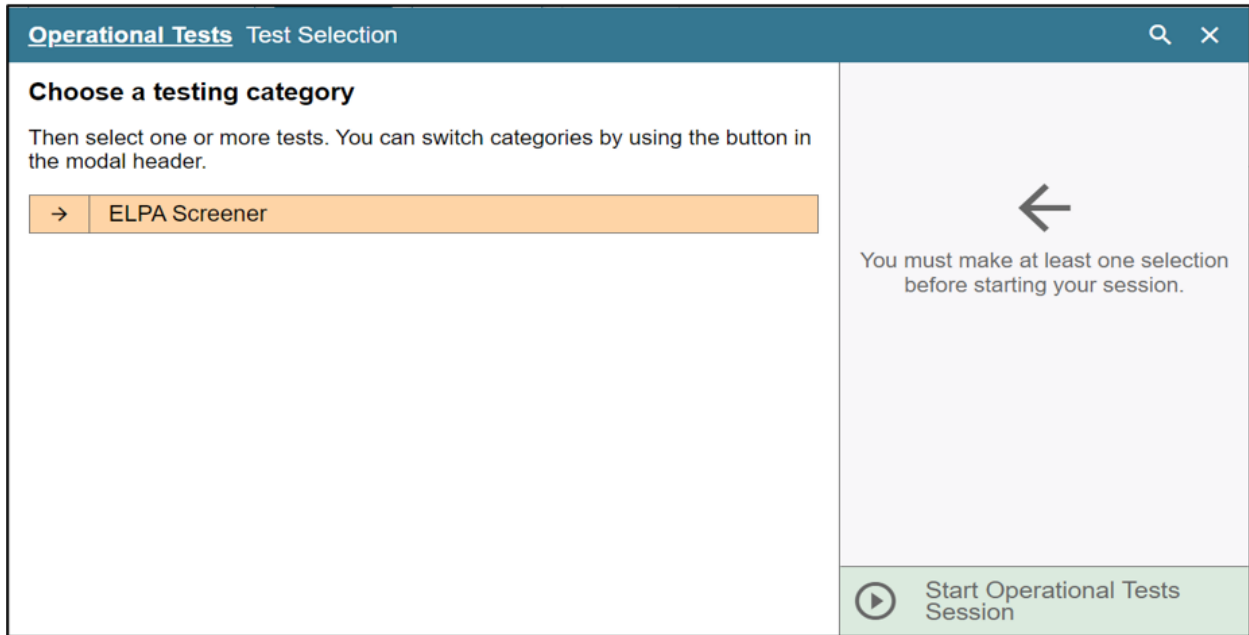 Operational Tests Test Selection
Choose a testing category
Then select one or more tests. You can switch categories by using the button in
the modal header.
ELPA Screener
You must make at least one selection
before starting your session.
Start Operational Tests
Session